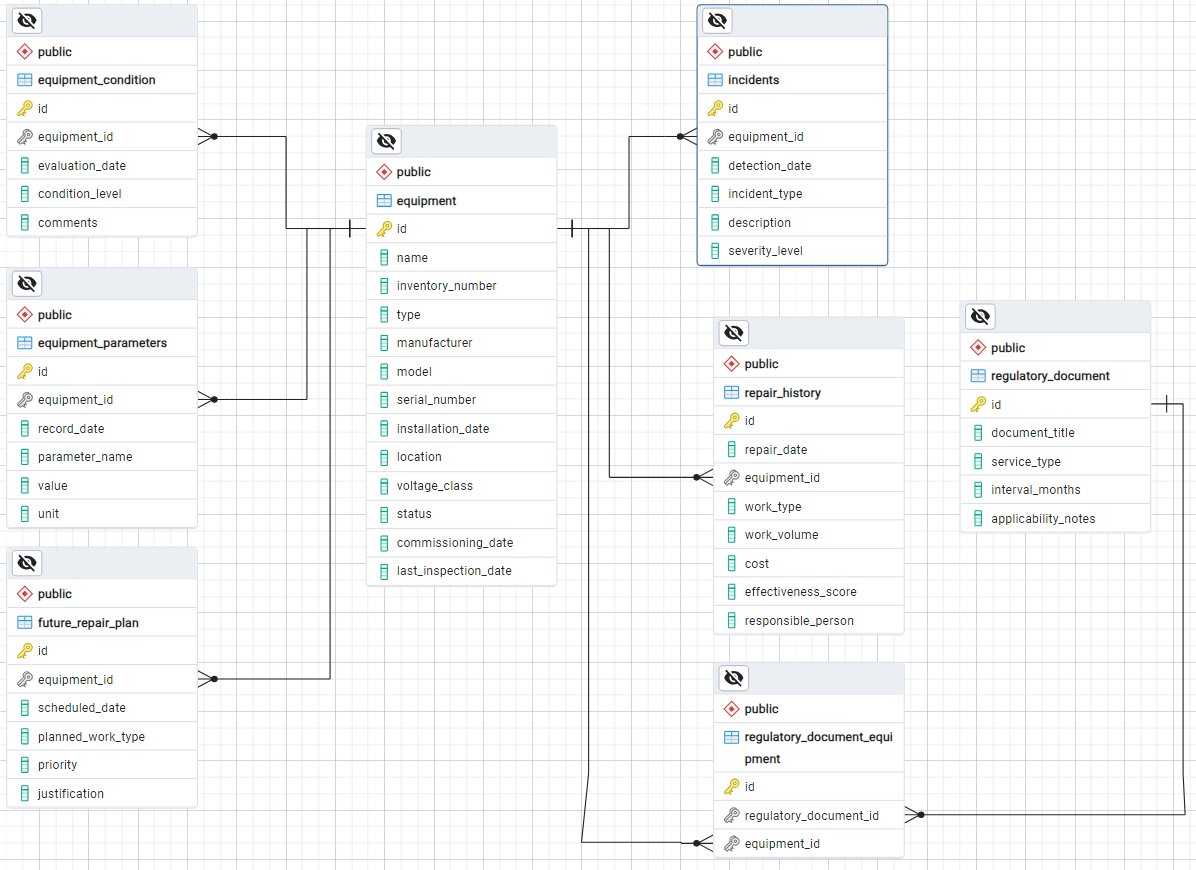 public
equipment_condition
id
equipment_id
evaluation_date
condition_level
comments
public
equipment_parameters
id
equipment_id
record_date
parameter_name
value
unit
public
future_repair_plan
id
equipment_id
scheduled_date
planned_work_type
priority
justification
public
equipment
id
name
inventory_number
type
manufacturer
model
serial_number
installation_date
location
voltage_class
status
commissioning_date
last_inspection_date
public
incidents
id
equipment_id
detection_date
incident_type
description
severity_level
public
repair_history
id
repair_date
equipment_id
work_type
work_volume
cost
effectiveness_score
responsible_person
public
regulatory_document_equi
pment
id
regulatory_document_id
equipment_id
public
regulatory_document
id
document_title
service_type
interval_months
applicability_notes